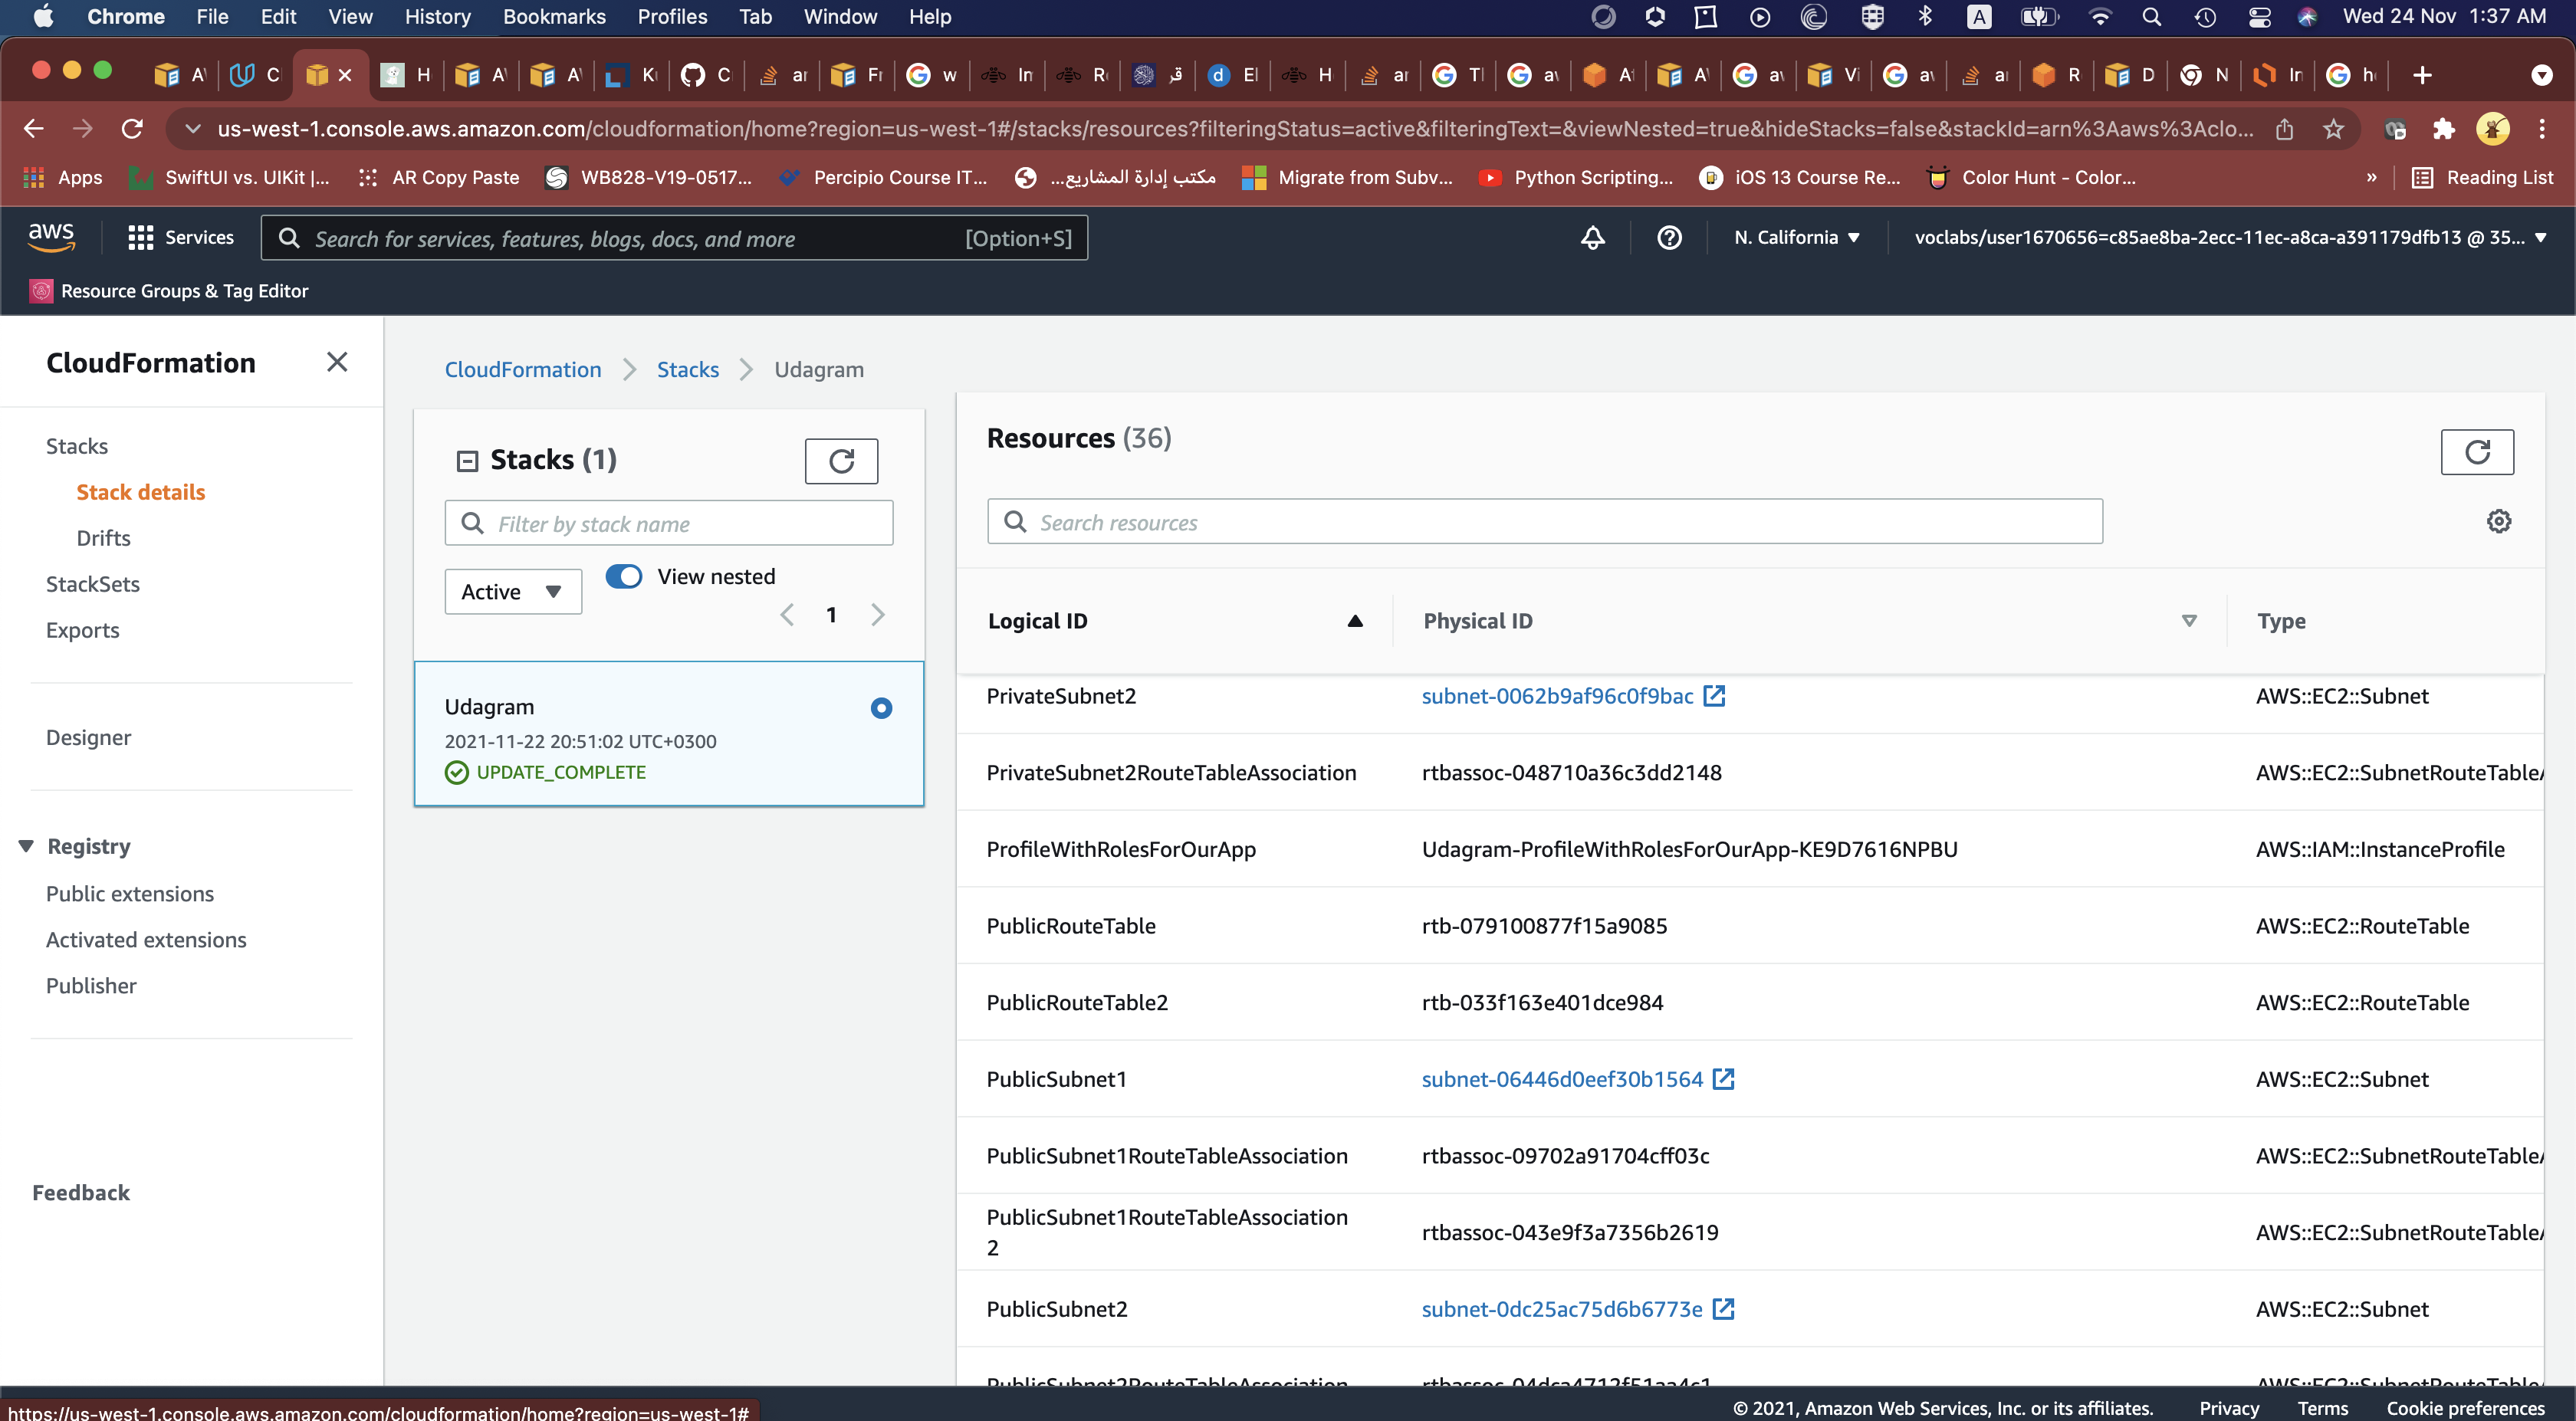 Chrome File Edit View History Bookmarks Profiles Tab Window Help
A Wed 24 Nov 1:37 AM
us-west-1.console.aws.amazon.com/cloudformation/home?region=us-west-1#/stacks/resources?filteringStatus=active&filteringText=&viewNested=true&hideStacks=false&stackId=arn%3Aaws%3Aclo...
Apps SwiftUI vs. UIKit |... AR Copy Paste WB828-V19-0517... Percipio Course IT... مكتب إدارة المشاريع... Migrate from Subv... Python Scripting... iOS 13 Course Re... Color Hunt - Color... » Reading List
aws Services Search for services, features, blogs, docs, and more [Option+S] N. California voclabs/user1670656=c85ae8ba-2ecc-11ec-a8ca-a391179dfb13 @ 35...
Resource Groups & Tag Editor
CloudFormation
Stacks
Stack details
Drifts
StackSets
Exports
Designer
Registry
Public extensions
Activated extensions
Publisher
Feedback
CloudFormation Stacks Udagram
Stacks (1)
Filter by stack name
Active View nested
1
Udagram
2021-11-22 20:51:02 UTC+0300
UPDATE_COMPLETE
Resources (36)
Search resources
Logical ID Physical ID Type
PrivateSubnet2 subnet-0062b9af96c0f9bac AWS::EC2::Subnet
PrivateSubnet2RouteTableAssociation rtbassoc-048710a36c3dd2148 AWS::EC2::SubnetRouteTable
ProfileWithRolesForOurApp Udagram-ProfileWithRolesForOurApp-KE9D7616NPBU AWS::IAM::InstanceProfile
PublicRouteTable rtb-079100877f15a9085 AWS::EC2::RouteTable
PublicRouteTable2 rtb-033f163e401dce984 AWS::EC2::RouteTable
PublicSubnet1 subnet-06446d0eef30b1564 AWS::EC2::Subnet
PublicSubnet1RouteTableAssociation rtbassoc-09702a91704cff03c AWS::EC2::SubnetRouteTable
PublicSubnet1RouteTableAssociation
2 rtbassoc-043e9f3a7356b2619 AWS::EC2::SubnetRouteTable
PublicSubnet2 subnet-0dc25ac75d6b6773e AWS::EC2::Subnet
PublicSubnet2RouteTableAssociation
https://us-west-1.console.aws.amazon.com/cloudformation/home?region=us-west-1#
© 2021, Amazon Web Services, Inc. or its affiliates. Privacy Terms Cookie preferences